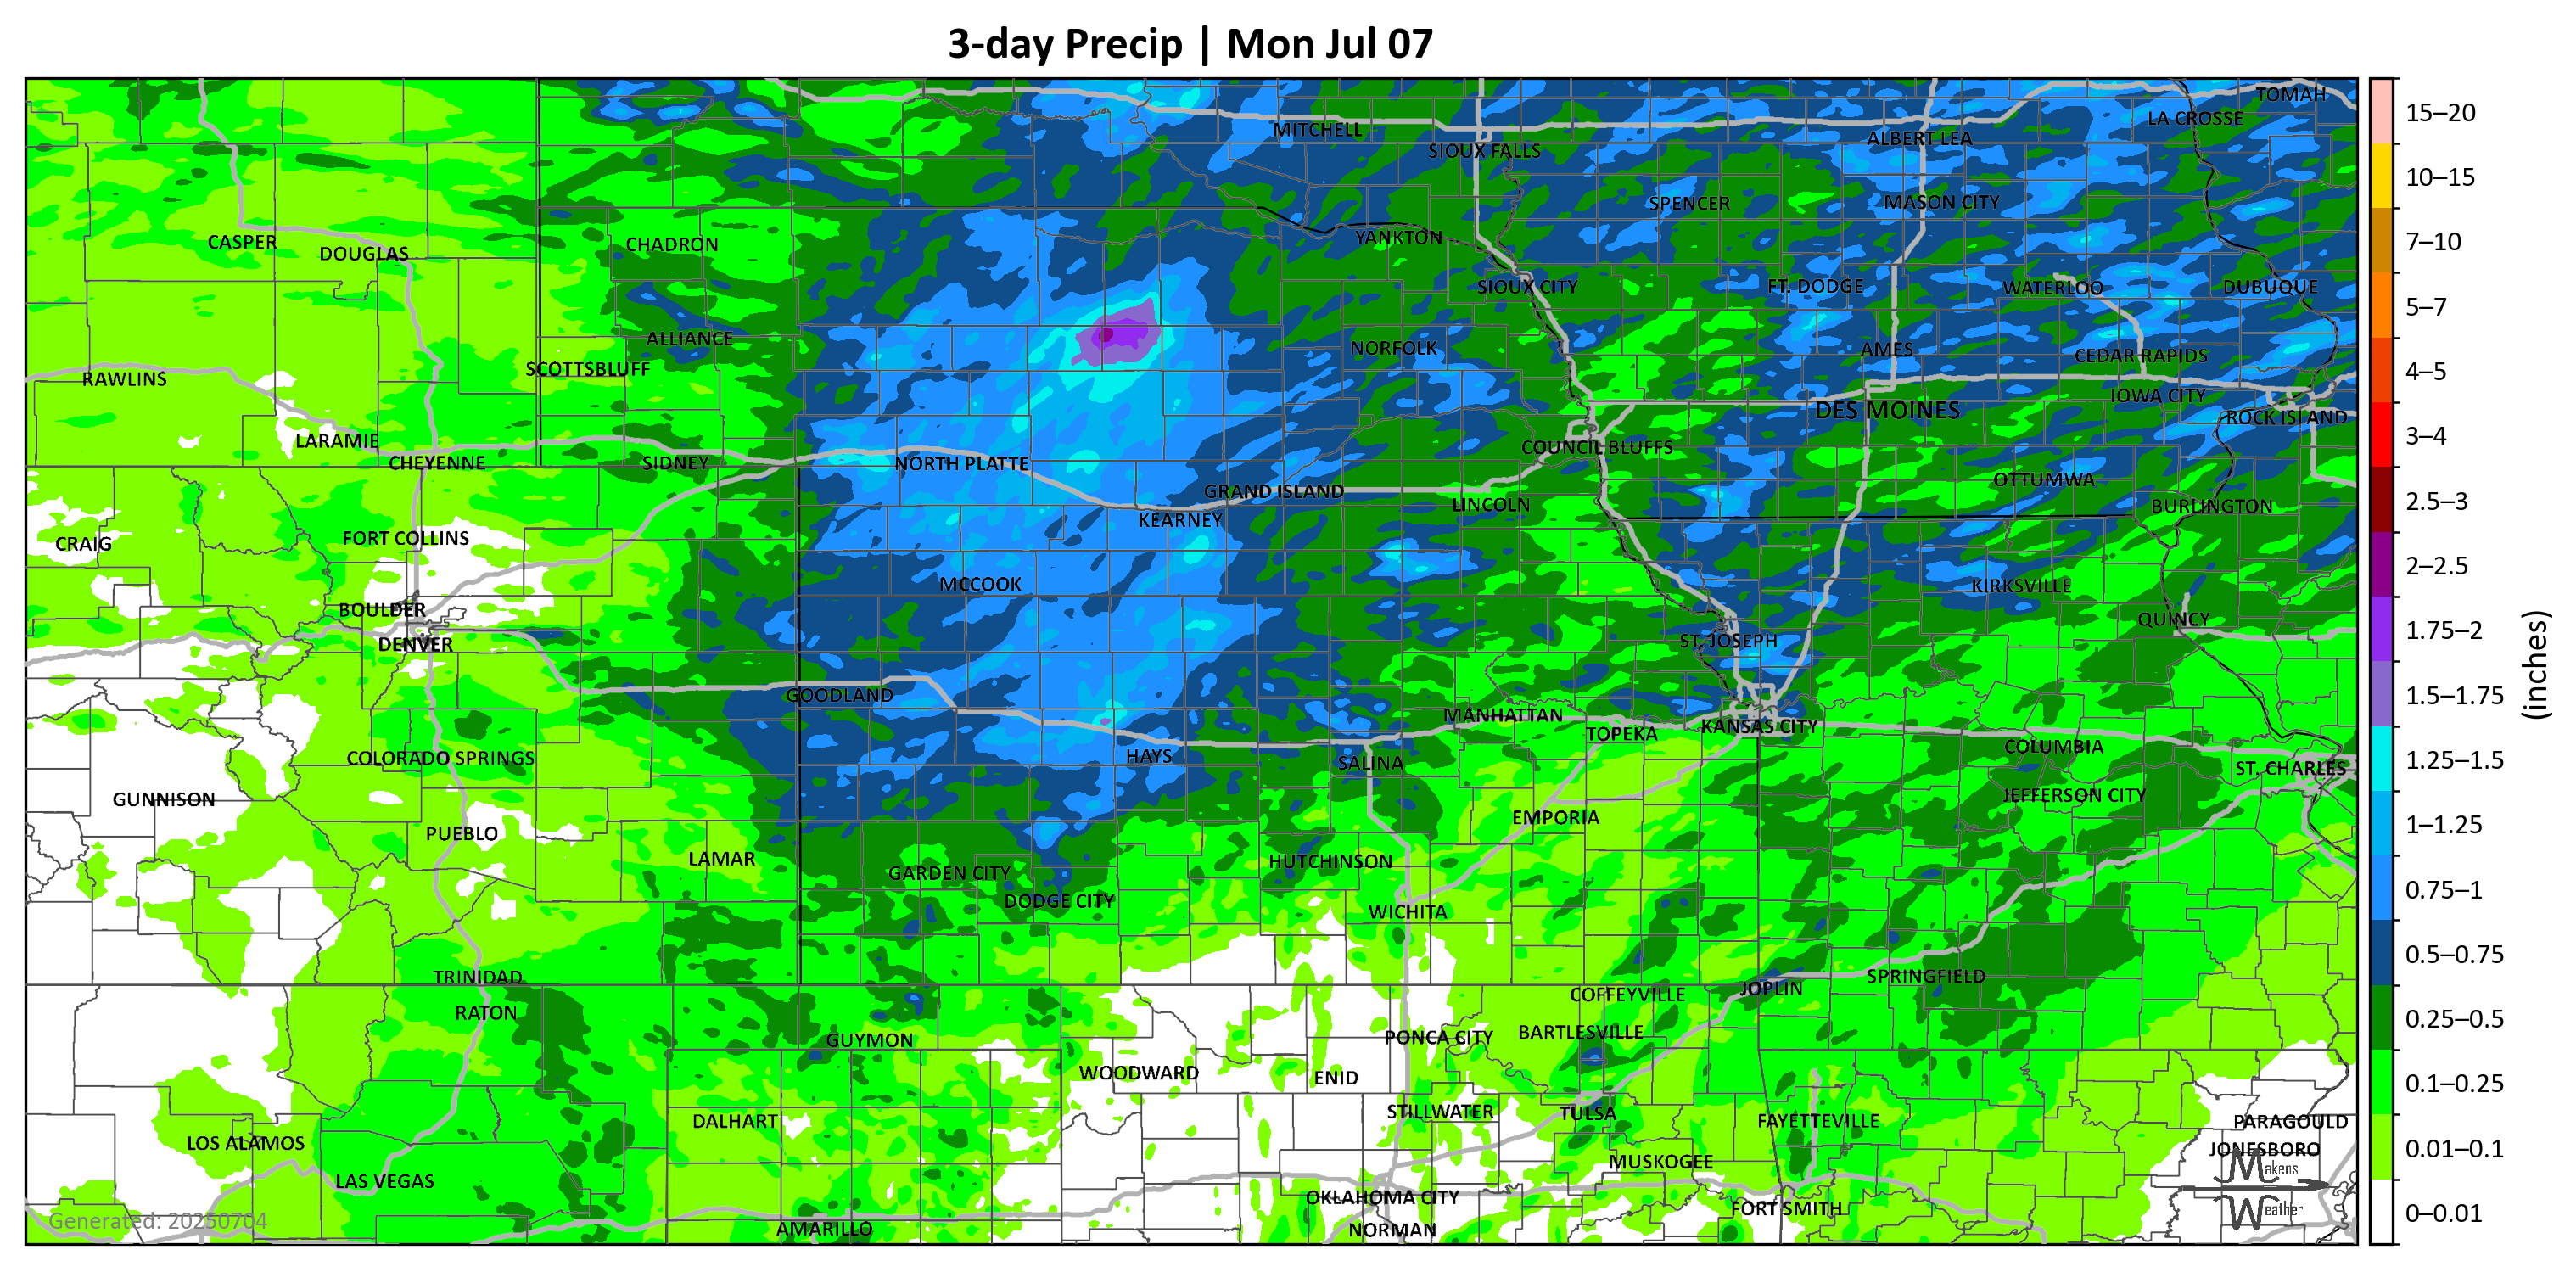 3-day Precip | Mon Jul 07
TOMAH
LA CROSSE
MITCHELL
ALBERT LEA
SIOUX FALLS
SPENCER
MASON CITY
CASPER
DOUGLAS
CHADRON
YANKTON
SIOUX CITY
FT. DODGE
WATERLOO
DUBUQUE
ALLIANCE
NORFOLK
AMES
CEDAR RAPIDS
SCOTTSBLUFF
RAWLINS
IOWA CITY
DES MOINES
ROCK ISLAND
LARAMIE
COUNCIL BLUFFS
CHEYENNE
SIDNEY
NORTH PLATTE
OTTUMWA
GRAND ISLAND
LINCOLN
BURLINGTON
KEARNEY
CRAIG
FORT COLLINS
MCCOOK
KIRKSVILLE
BOULDER
QUINCY
DENVER
ST. JOSEPH
GOODLAND
MANHATTAN
KANSAS CITY
TOPEKA
COLUMBIA
COLORADO SPRINGS
HAYS
SALINA
ST. CHARLES
GUNNISON
JEFFERSON CITY
EMPORIA
PUEBLO
LAMAR
HUTCHINSON
GARDEN CITY
DODGE CITY
WICHITA
TRINIDAD
SPRINGFIELD
JOPLIN
COFFEYVILLE
RATON
BARTLESVILLE
GUYMON
PONCA CITY
WOODWARD
ENID
STILLWATER
TULSA
DALHART
FAYETTEVILLE
PARAGOULD
LOS ALAMOS
JONESBORO
MUSKOGEE
LAS VEGAS
OKLAHOMA CITY
FORT SMITH
AMARILLO
NORMAN
Generated: 20250704
Makens
Weather
15–20
10–15
7–10
5–7
4–5
3–4
2.5–3
2–2.5
1.75–2
1.5–1.75
1.25–1.5
1–1.25
0.75–1
0.5–0.75
0.25–0.5
0.1–0.25
0.01–0.1
0–0.01
(inches)